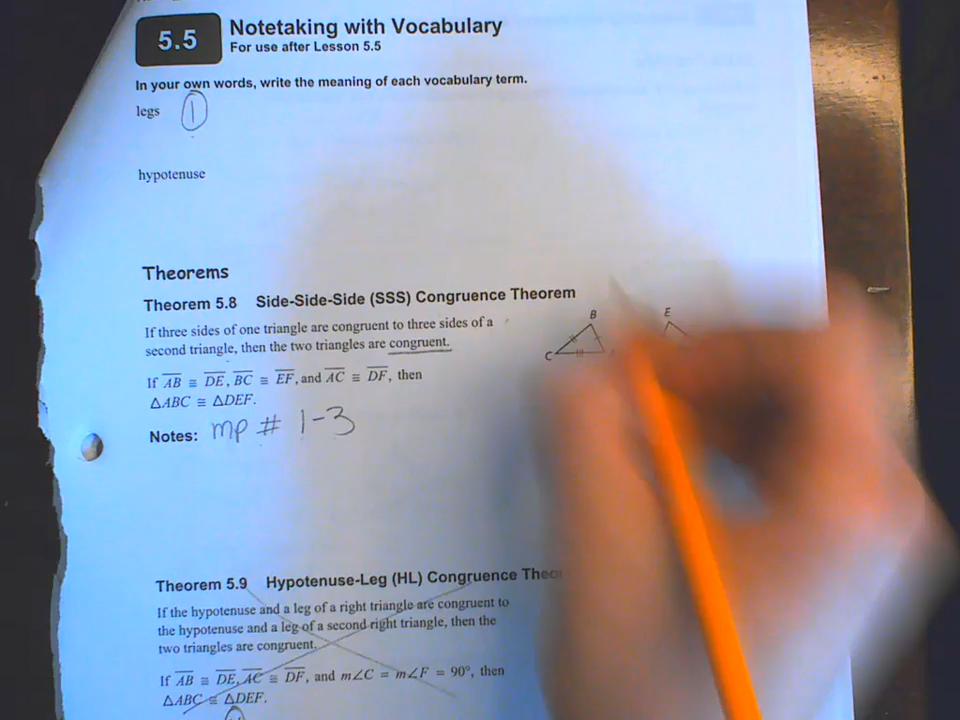 5.5 Notetaking with Vocabulary
For use after Lesson 5.5
In your own words, write the meaning of each vocabulary term.
legs 1
hypotenuse
Theorems
Theorem 5.8 Side-Side-Side (SSS) Congruence Theorem
If three sides of one triangle are congruent to three sides of a
second triangle, then the two triangles are congruent.
B
E
C
If AB ≅ DE, BC ≅ EF, and AC ≅ DF, then
△ABC ≅ △DEF.
Notes: mp # 1-3
Theorem 5.9 Hypotenuse-Leg (HL) Congruence
If the hypotenuse and a leg of a right triangle are congruent to
the hypotenuse and a leg of a second right triangle, then the
two triangles are congruent.
If AB ≅ DE, AC ≅ DF, and m∠C = m∠F = 90°, then
△ABC ≅ △DEF.